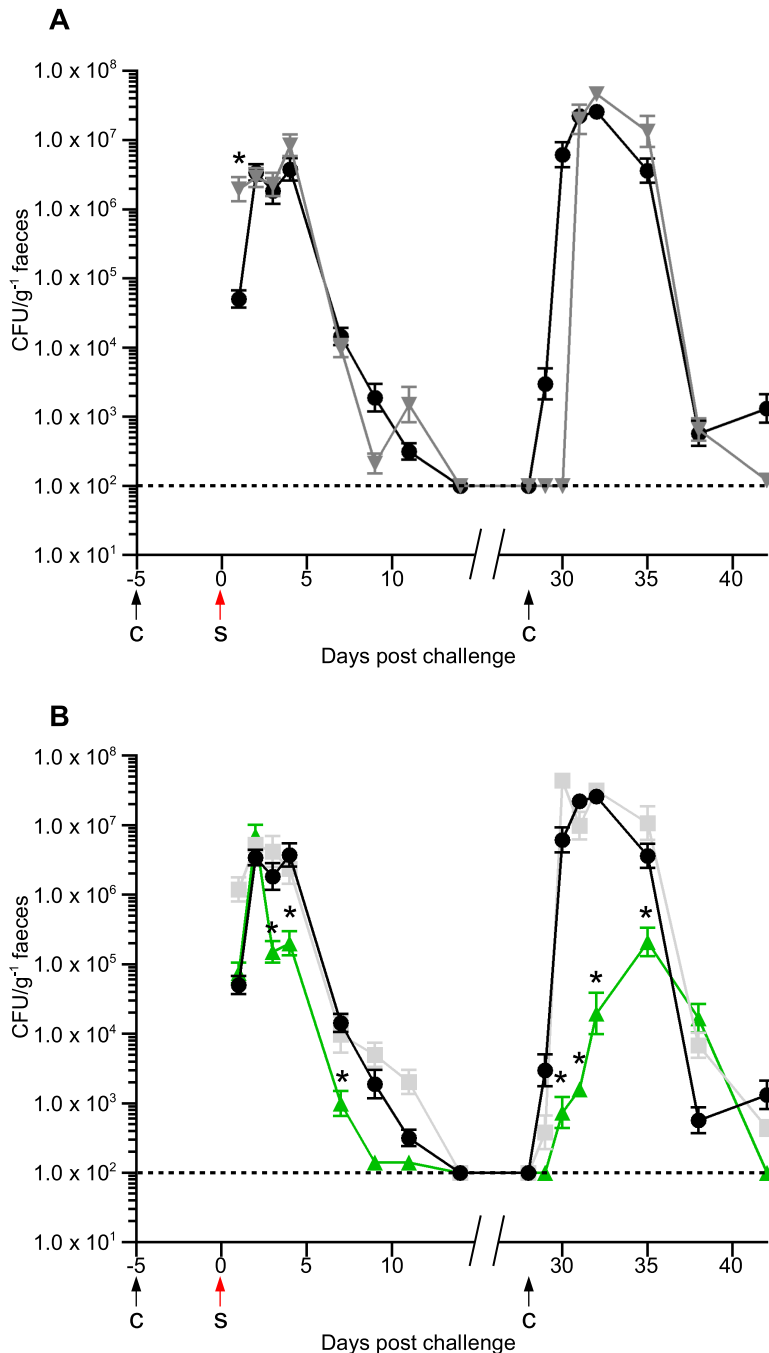 A
1.0 x 10⁸
1.0 x 10⁷
1.0 x 10⁶
1.0 x 10⁵
1.0 x 10⁴
1.0 x 10³
1.0 x 10²
1.0 x 10¹
CFU/g⁻¹ faeces
*
-5 0 5 10 30 35 40
C S C
Days post challenge
B
1.0 x 10⁸
1.0 x 10⁷
1.0 x 10⁶
1.0 x 10⁵
1.0 x 10⁴
1.0 x 10³
1.0 x 10²
1.0 x 10¹
CFU/g⁻¹ faeces
* * * * * * *
-5 0 5 10 30 35 40
C S C
Days post challenge